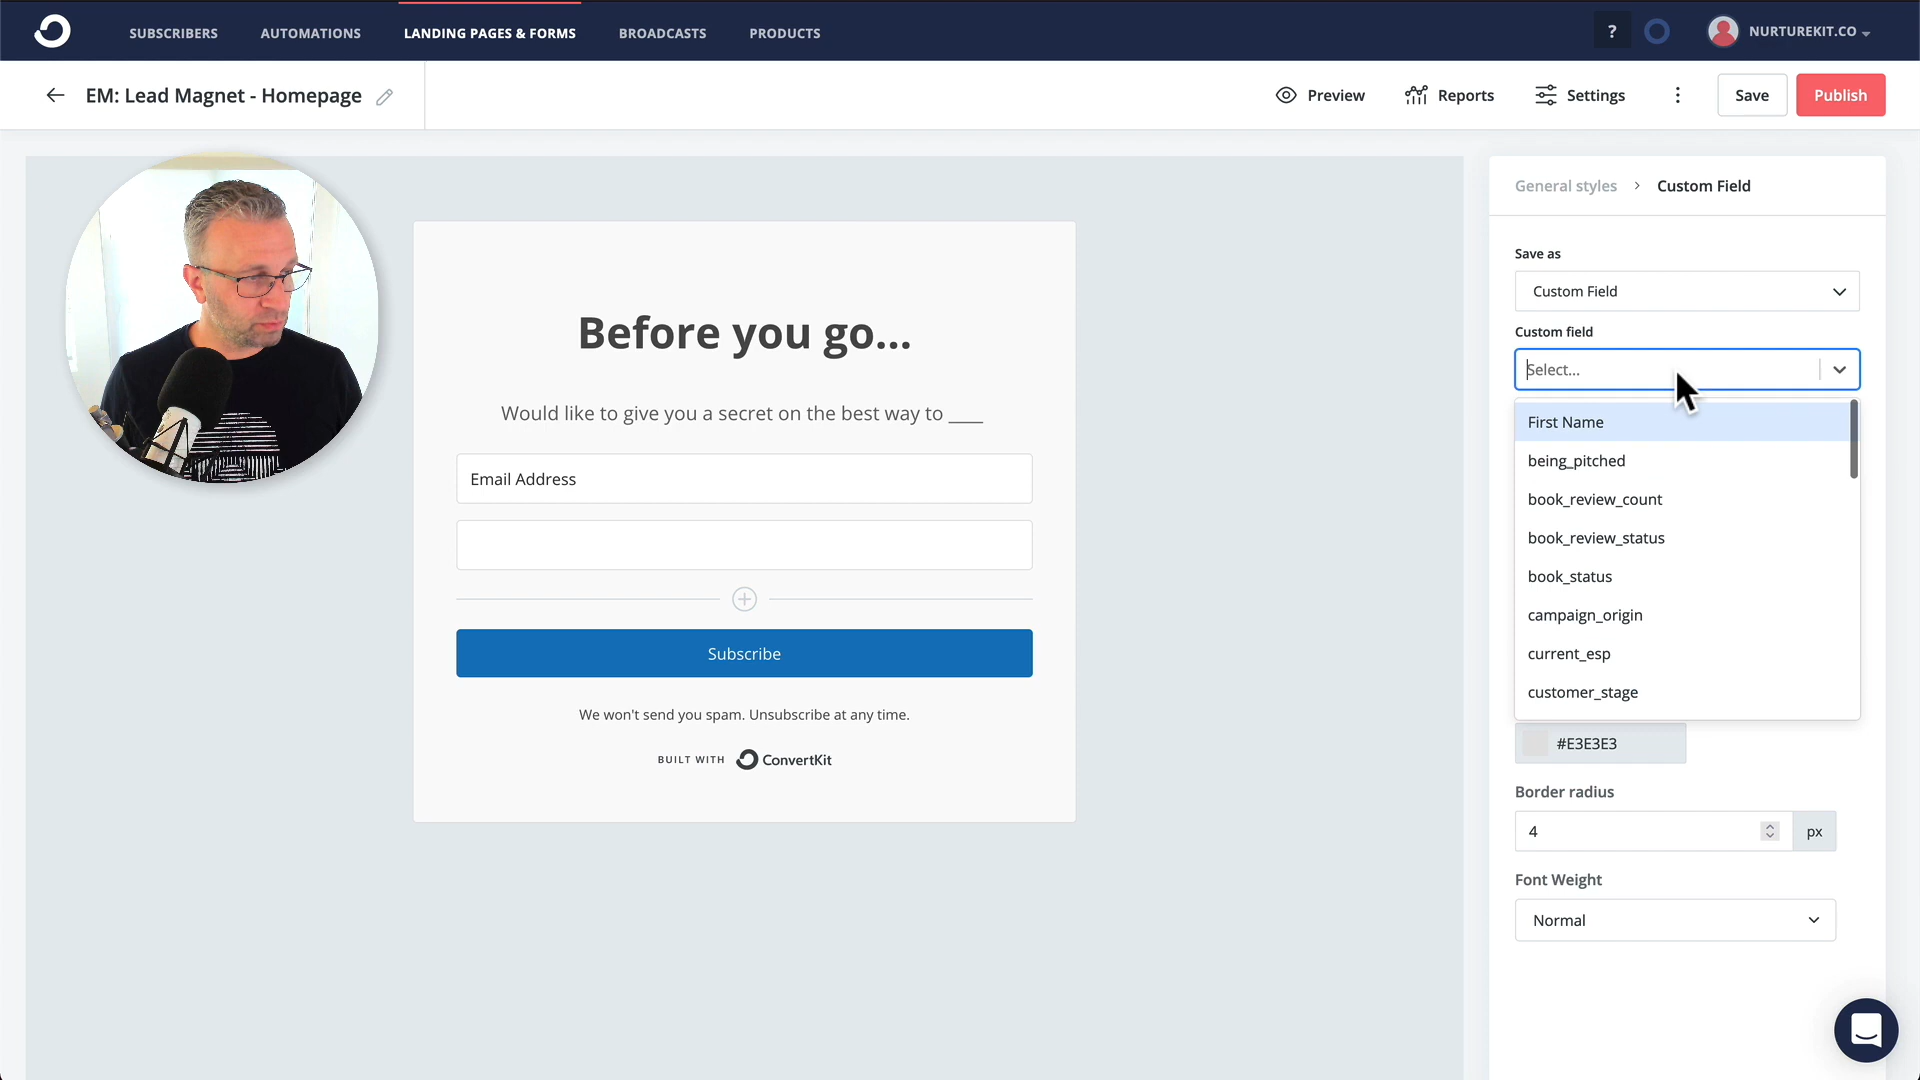 SUBSCRIBERS
AUTOMATIONS
LANDING PAGES & FORMS
BROADCASTS
PRODUCTS
?
NURTUREKIT.CO
EM: Lead Magnet - Homepage
Preview
Reports
Settings
Save
Publish
General styles > Custom Field
Save as
Custom Field
Custom field
Select...
First Name
being_pitched
book_review_count
book_review_status
book_status
campaign_origin
current_esp
customer_stage
#E3E3E3
Border radius
4
px
Font Weight
Normal
Before you go...
Would like to give you a secret on the best way to ____
Email Address
Subscribe
We won't send you spam. Unsubscribe at any time.
BUILT WITH ConvertKit